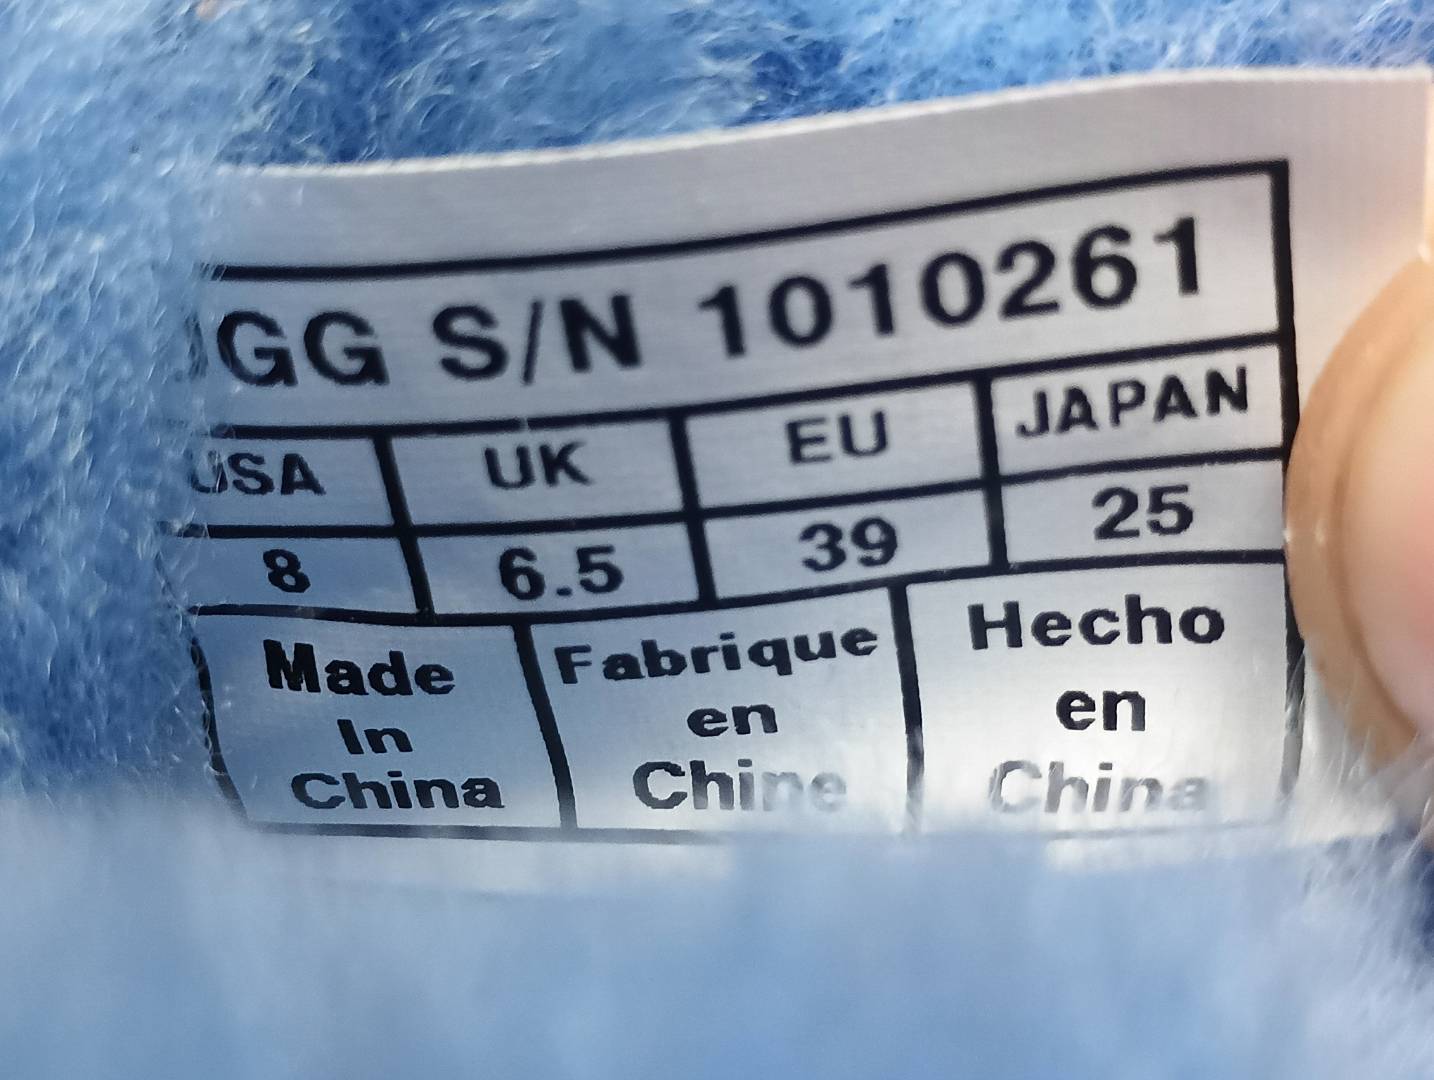 UGG S/N 1010261
USA UK EU JAPAN
8 6.5 39 25
Made Fabrique Hecho
In en en
China Chine China